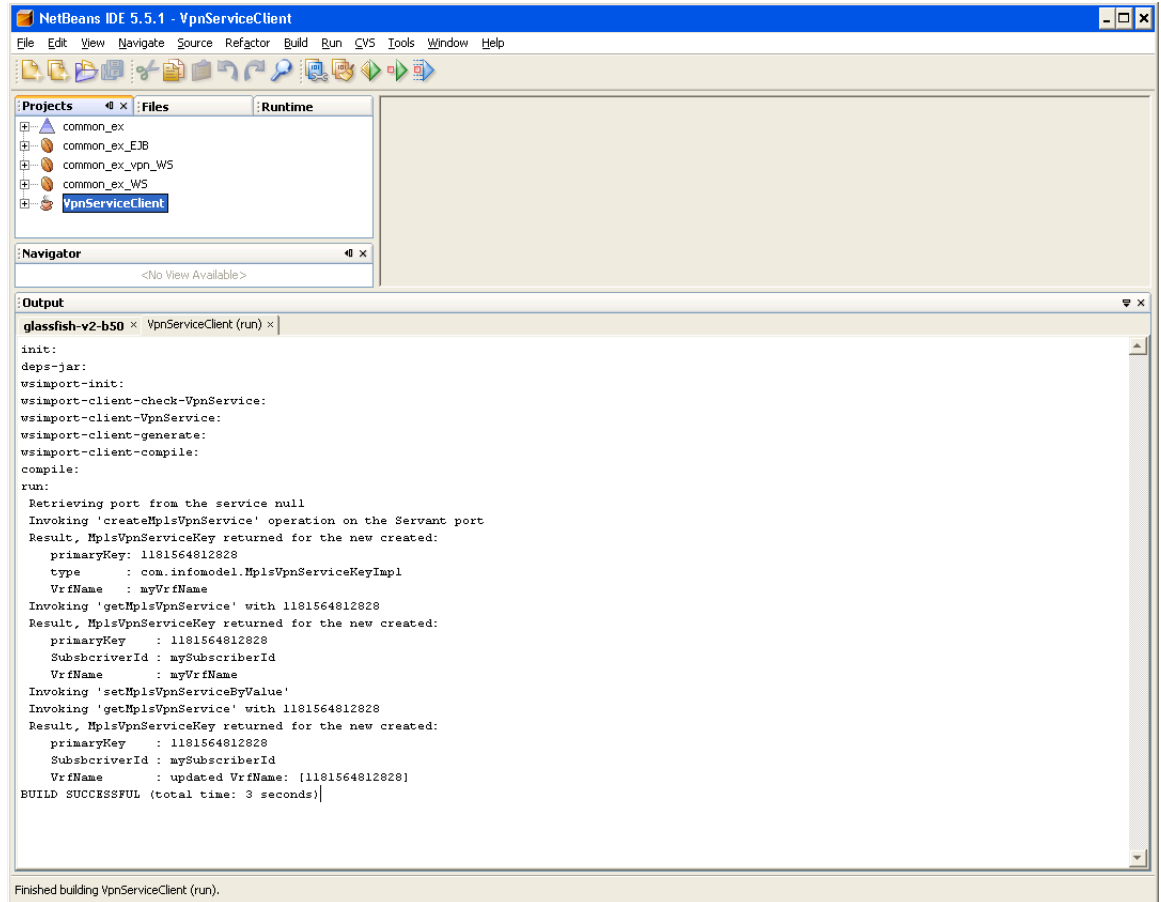 NetBeans IDE 5.5.1 - VpnServiceClient
File Edit View Navigate Source Refactor Build Run CVS Tools Window Help
Projects Files Runtime
common_ex
common_ex_EJB
common_ex_vpn_WS
common_ex_WS
VpnServiceClient
Navigator
<No View Available>
Output
glassfish-v2-b50 VpnServiceClient (run)
init:
deps-jar:
wsimport-init:
wsimport-client-check-VpnService:
wsimport-client-VpnService:
wsimport-client-generate:
wsimport-client-compile:
compile:
run:
Retrieving port from the service null
Invoking 'createMplsVpnService' operation on the Servant port
Result, MplsVpnServiceKey returned for the new created:
primaryKey: 1181564812828
type : com.infomodel.MplsVpnServiceKeyImpl
VrfName : myVrfName
Invoking 'getMplsVpnService' with 1181564812828
Result, MplsVpnServiceKey returned for the new created:
primaryKey : 1181564812828
SubsbcriverId : mySubscriberId
VrfName : myVrfName
Invoking 'setMplsVpnServiceByValue'
Invoking 'getMplsVpnService' with 1181564812828
Result, MplsVpnServiceKey returned for the new created:
primaryKey : 1181564812828
SubsbcriverId : mySubscriberId
VrfName : updated VrfName: [1181564812828]
BUILD SUCCESSFUL (total time: 3 seconds)
Finished building VpnServiceClient (run).